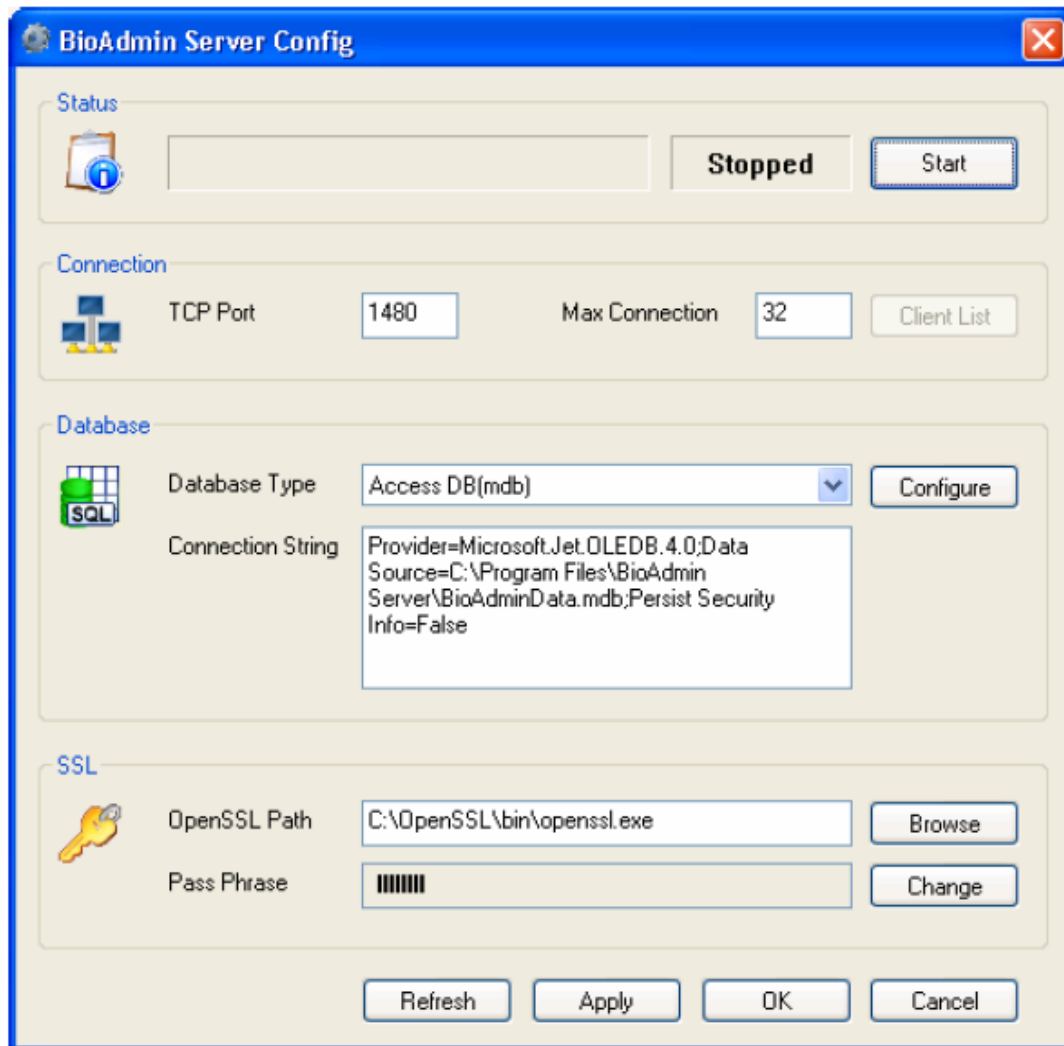 BioAdmin Server Config
Status
Stopped
Start
Connection
TCP Port
1480
Max Connection
32
Client List
Database
SQL
Database Type
Access DB(mdb)
Configure
Connection String
Provider=Microsoft.Jet.OLEDB.4.0;Data
Source=C:\Program Files\BioAdmin
Server\BioAdminData.mdb;Persist Security
Info=False
SSL
OpenSSL Path
C:\OpenSSL\bin\openssl.exe
Browse
Pass Phrase
Change
Refresh
Apply
OK
Cancel